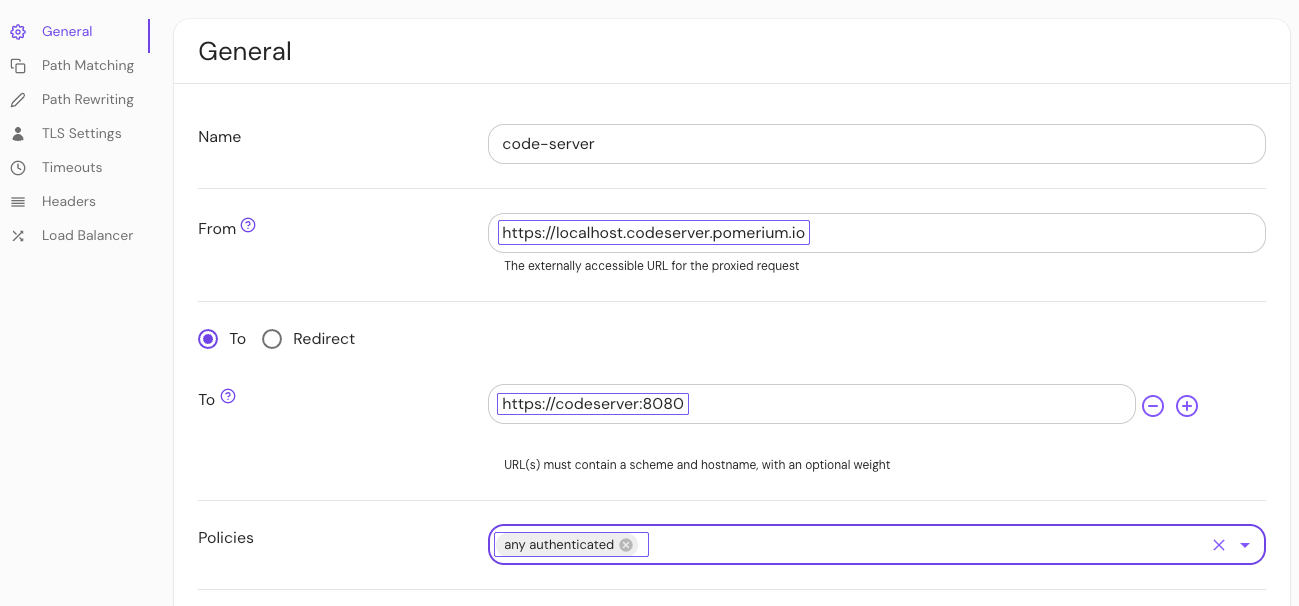 General
Path Matching
Path Rewriting
TLS Settings
Timeouts
Headers
Load Balancer
General
Name
code-server
From
https://localhost.codeserver.pomerium.io
The externally accessible URL for the proxied request
To Redirect
To
https://codeserver:8080
URL(s) must contain a scheme and hostname, with an optional weight
Policies
any authenticated